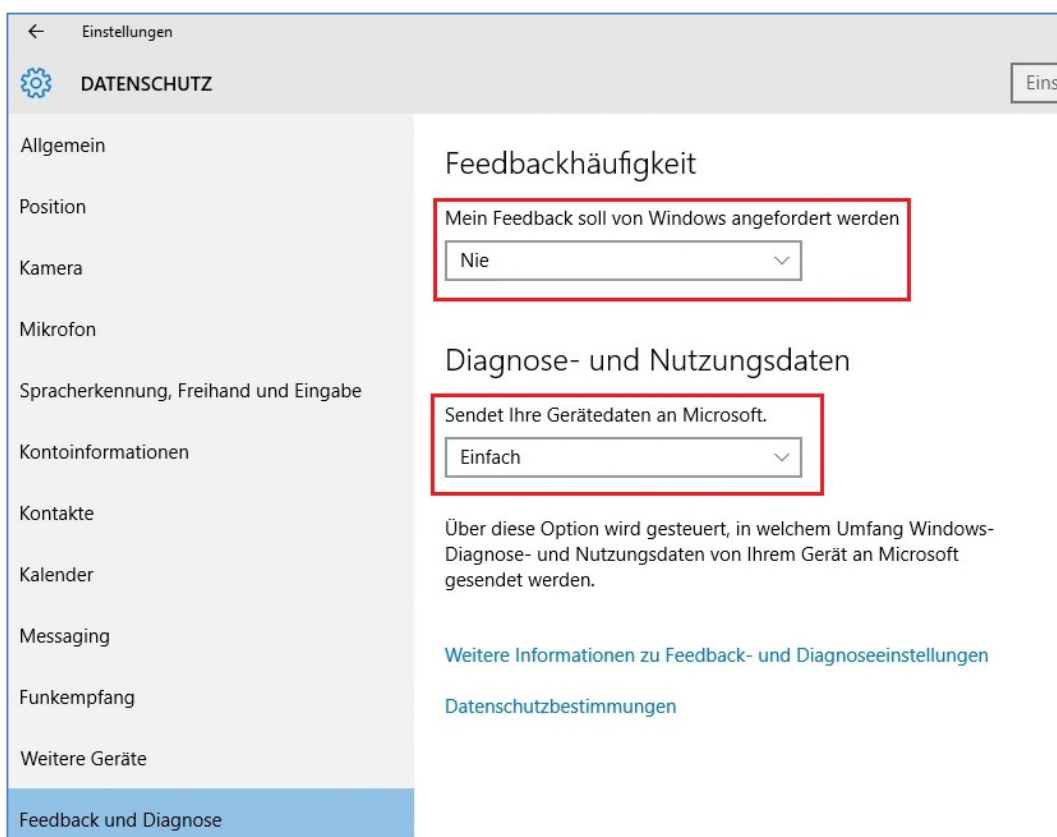 Einstellungen
DATENSCHUTZ
Eins
Allgemein
Position
Kamera
Mikrofon
Spracherkennung, Freihand und Eingabe
Kontoinformationen
Kontakte
Kalender
Messaging
Funkempfang
Weitere Geräte
Feedback und Diagnose
Feedbackhäufigkeit
Mein Feedback soll von Windows angefordert werden
Nie
Diagnose- und Nutzungsdaten
Sendet Ihre Gerätedaten an Microsoft.
Einfach
Über diese Option wird gesteuert, in welchem Umfang Windows-
Diagnose- und Nutzungsdaten von Ihrem Gerät an Microsoft
gesendet werden.
Weitere Informationen zu Feedback- und Diagnoseeinstellungen
Datenschutzbestimmungen